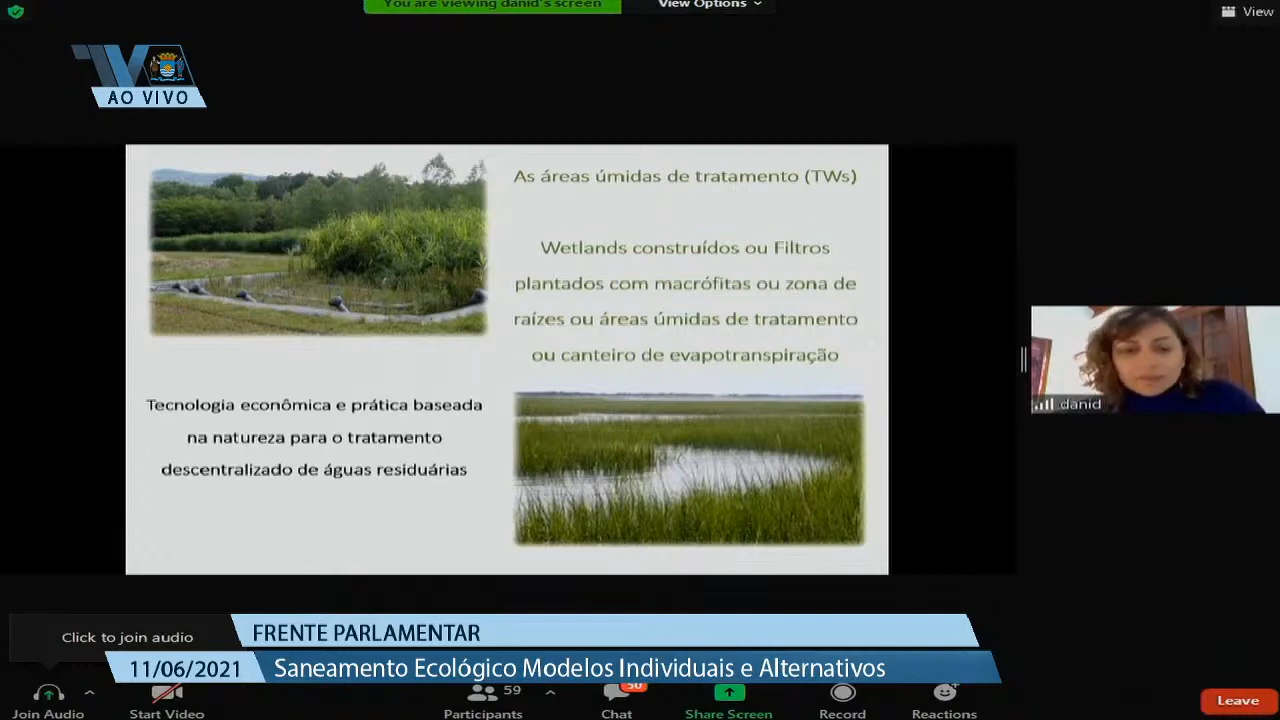 You are viewing danid's screen
View Options
View
TV
AO VIVO
As áreas úmidas de tratamento (TWs)
Wetlands construídos ou Filtros
plantados com macrófitas ou zona de
raízes ou áreas úmidas de tratamento
ou canteiro de evapotranspiração
Tecnologia econômica e prática baseada
na natureza para o tratamento
descentralizado de águas residuárias
danid
Click to join audio
FRENTE PARLAMENTAR
11/06/2021
Saneamento Ecológico Modelos Individuais e Alternativos
59
50
Join Audio
Start Video
Participants
Chat
Share Screen
Record
Reactions
Leave